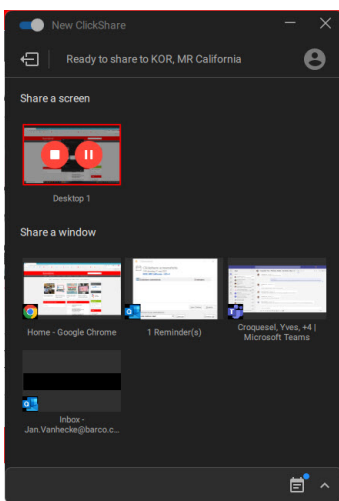 New ClickShare
Ready to share to KOR, MR California
Share a screen
Desktop 1
Share a window
Home - Google Chrome
1 Reminder(s)
Croquesel, Yves, +4 |
Microsoft Teams
Inbox -
Jan.Vanhecke@barco.c...